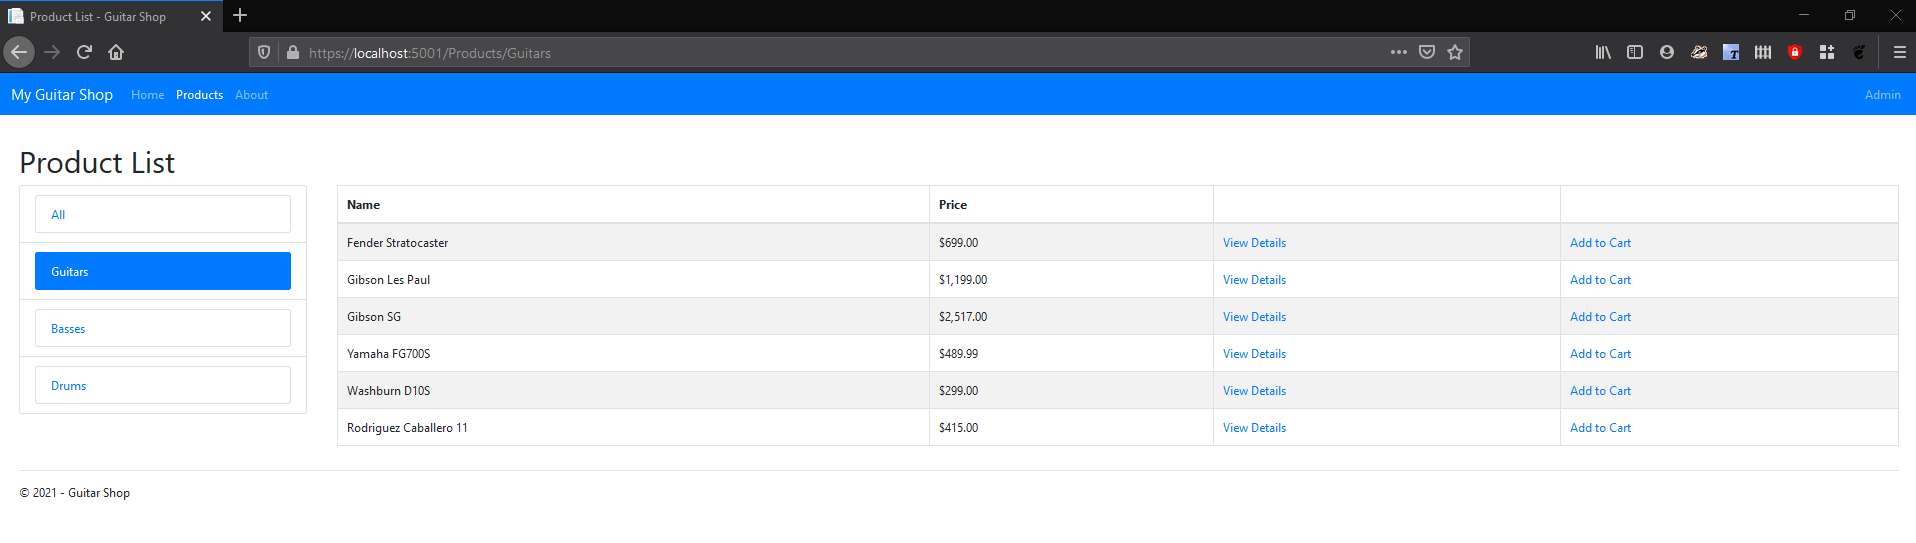 Product List - Guitar Shop
https://localhost:5001/Products/Guitars
My Guitar Shop Home Products About Admin
Product List
All
Guitars
Basses
Drums
Name Price
Fender Stratocaster $699.00 View Details Add to Cart
Gibson Les Paul $1,199.00 View Details Add to Cart
Gibson SG $2,517.00 View Details Add to Cart
Yamaha FG700S $489.99 View Details Add to Cart
Washburn D10S $299.00 View Details Add to Cart
Rodriguez Caballero 11 $415.00 View Details Add to Cart
© 2021 - Guitar Shop